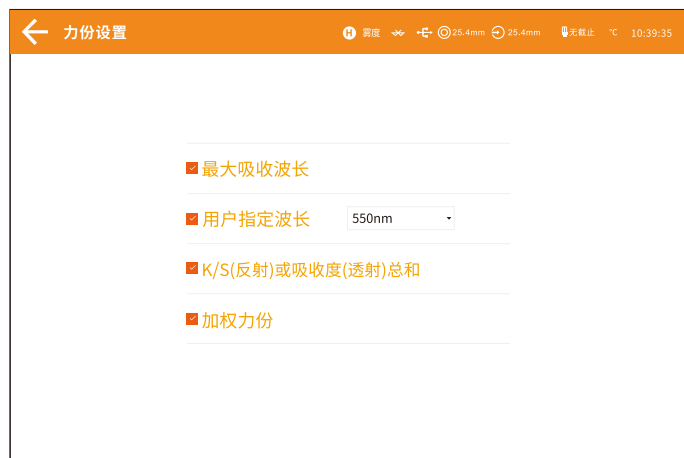 力份设置 H 雾度 25.4mm 25.4mm 无截止 ℃ 10:39:35
最大吸收波长
用户指定波长 550nm
K/S(反射)或吸收度(透射)总和
加权力份